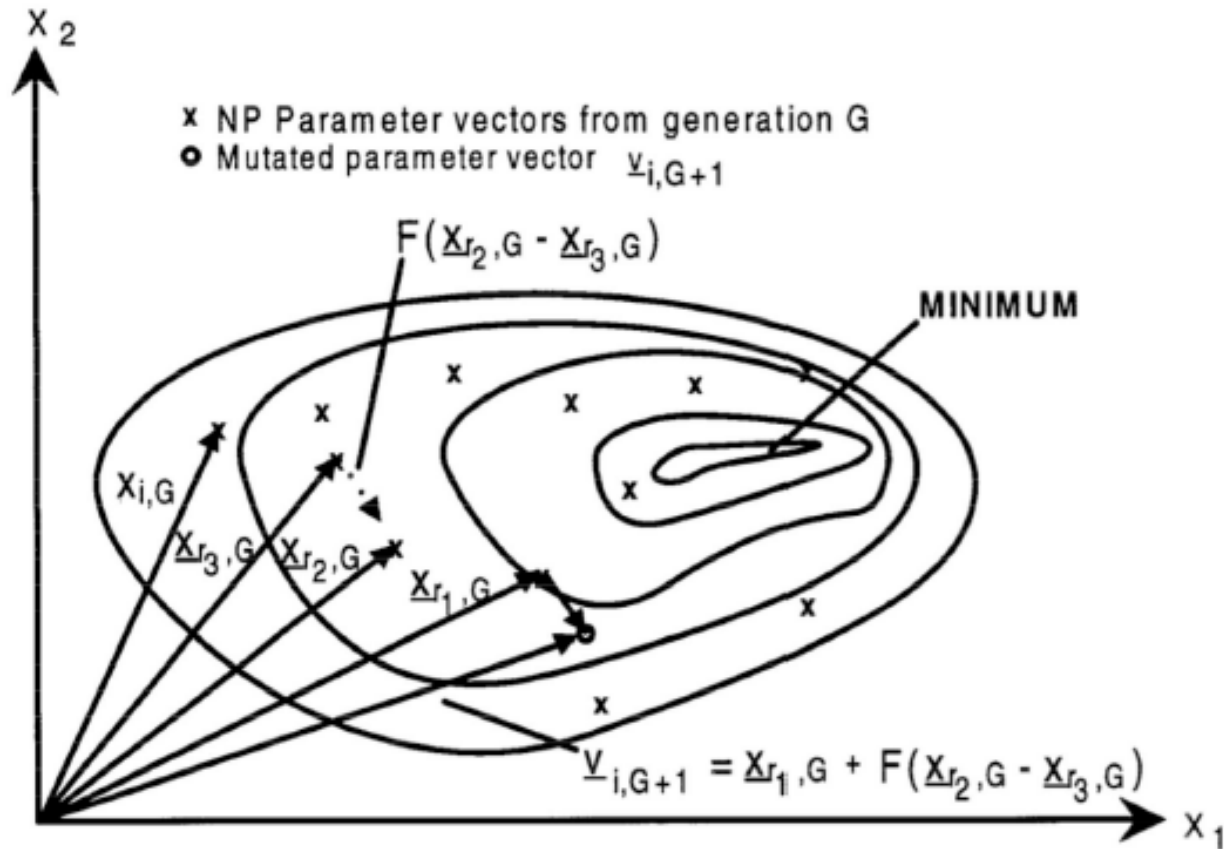 X 2
x NP Parameter vectors from generation G
o Mutated parameter vector v i,G+1
F(x r2,G - x r3,G)
MINIMUM
x i,G
x r3,G
x r2,G
x r1,G
v i,G+1 = x r1,G + F(x r2,G - x r3,G)
X 1